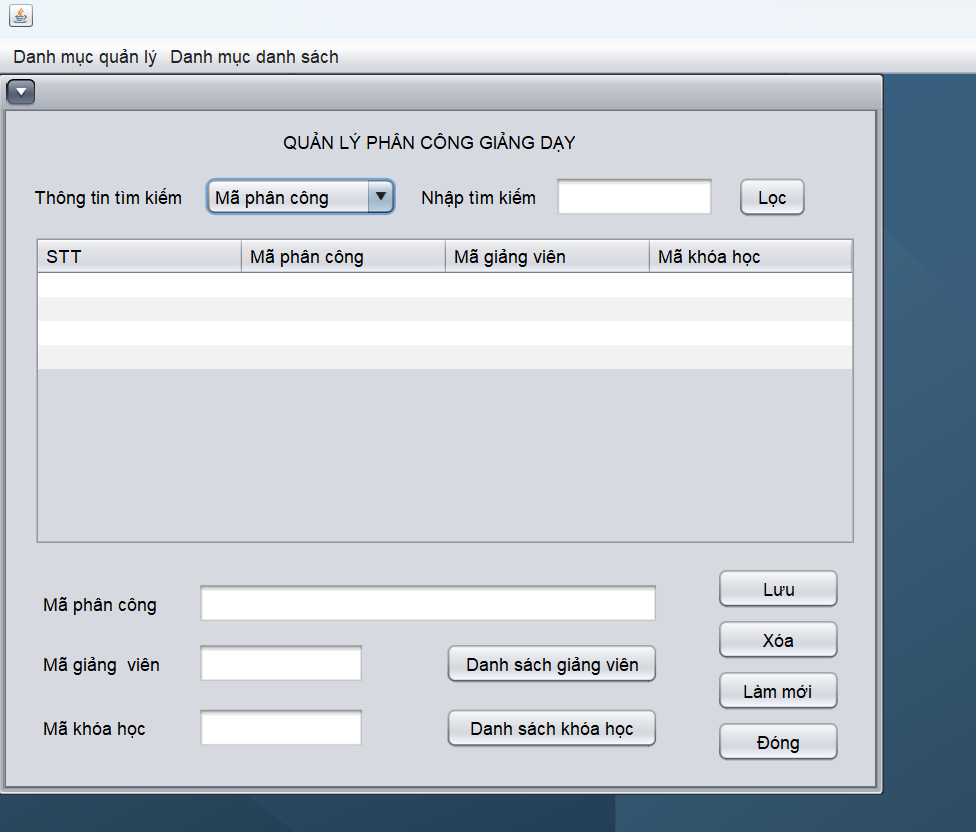 Danh mục quản lý Danh mục danh sách
QUẢN LÝ PHÂN CÔNG GIẢNG DẠY
Thông tin tìm kiếm Mã phân công Nhập tìm kiếm Lọc
STT Mã phân công Mã giảng viên Mã khóa học
Mã phân công Lưu
Xóa
Mã giảng viên Danh sách giảng viên
Làm mới
Mã khóa học Danh sách khóa học
Đóng